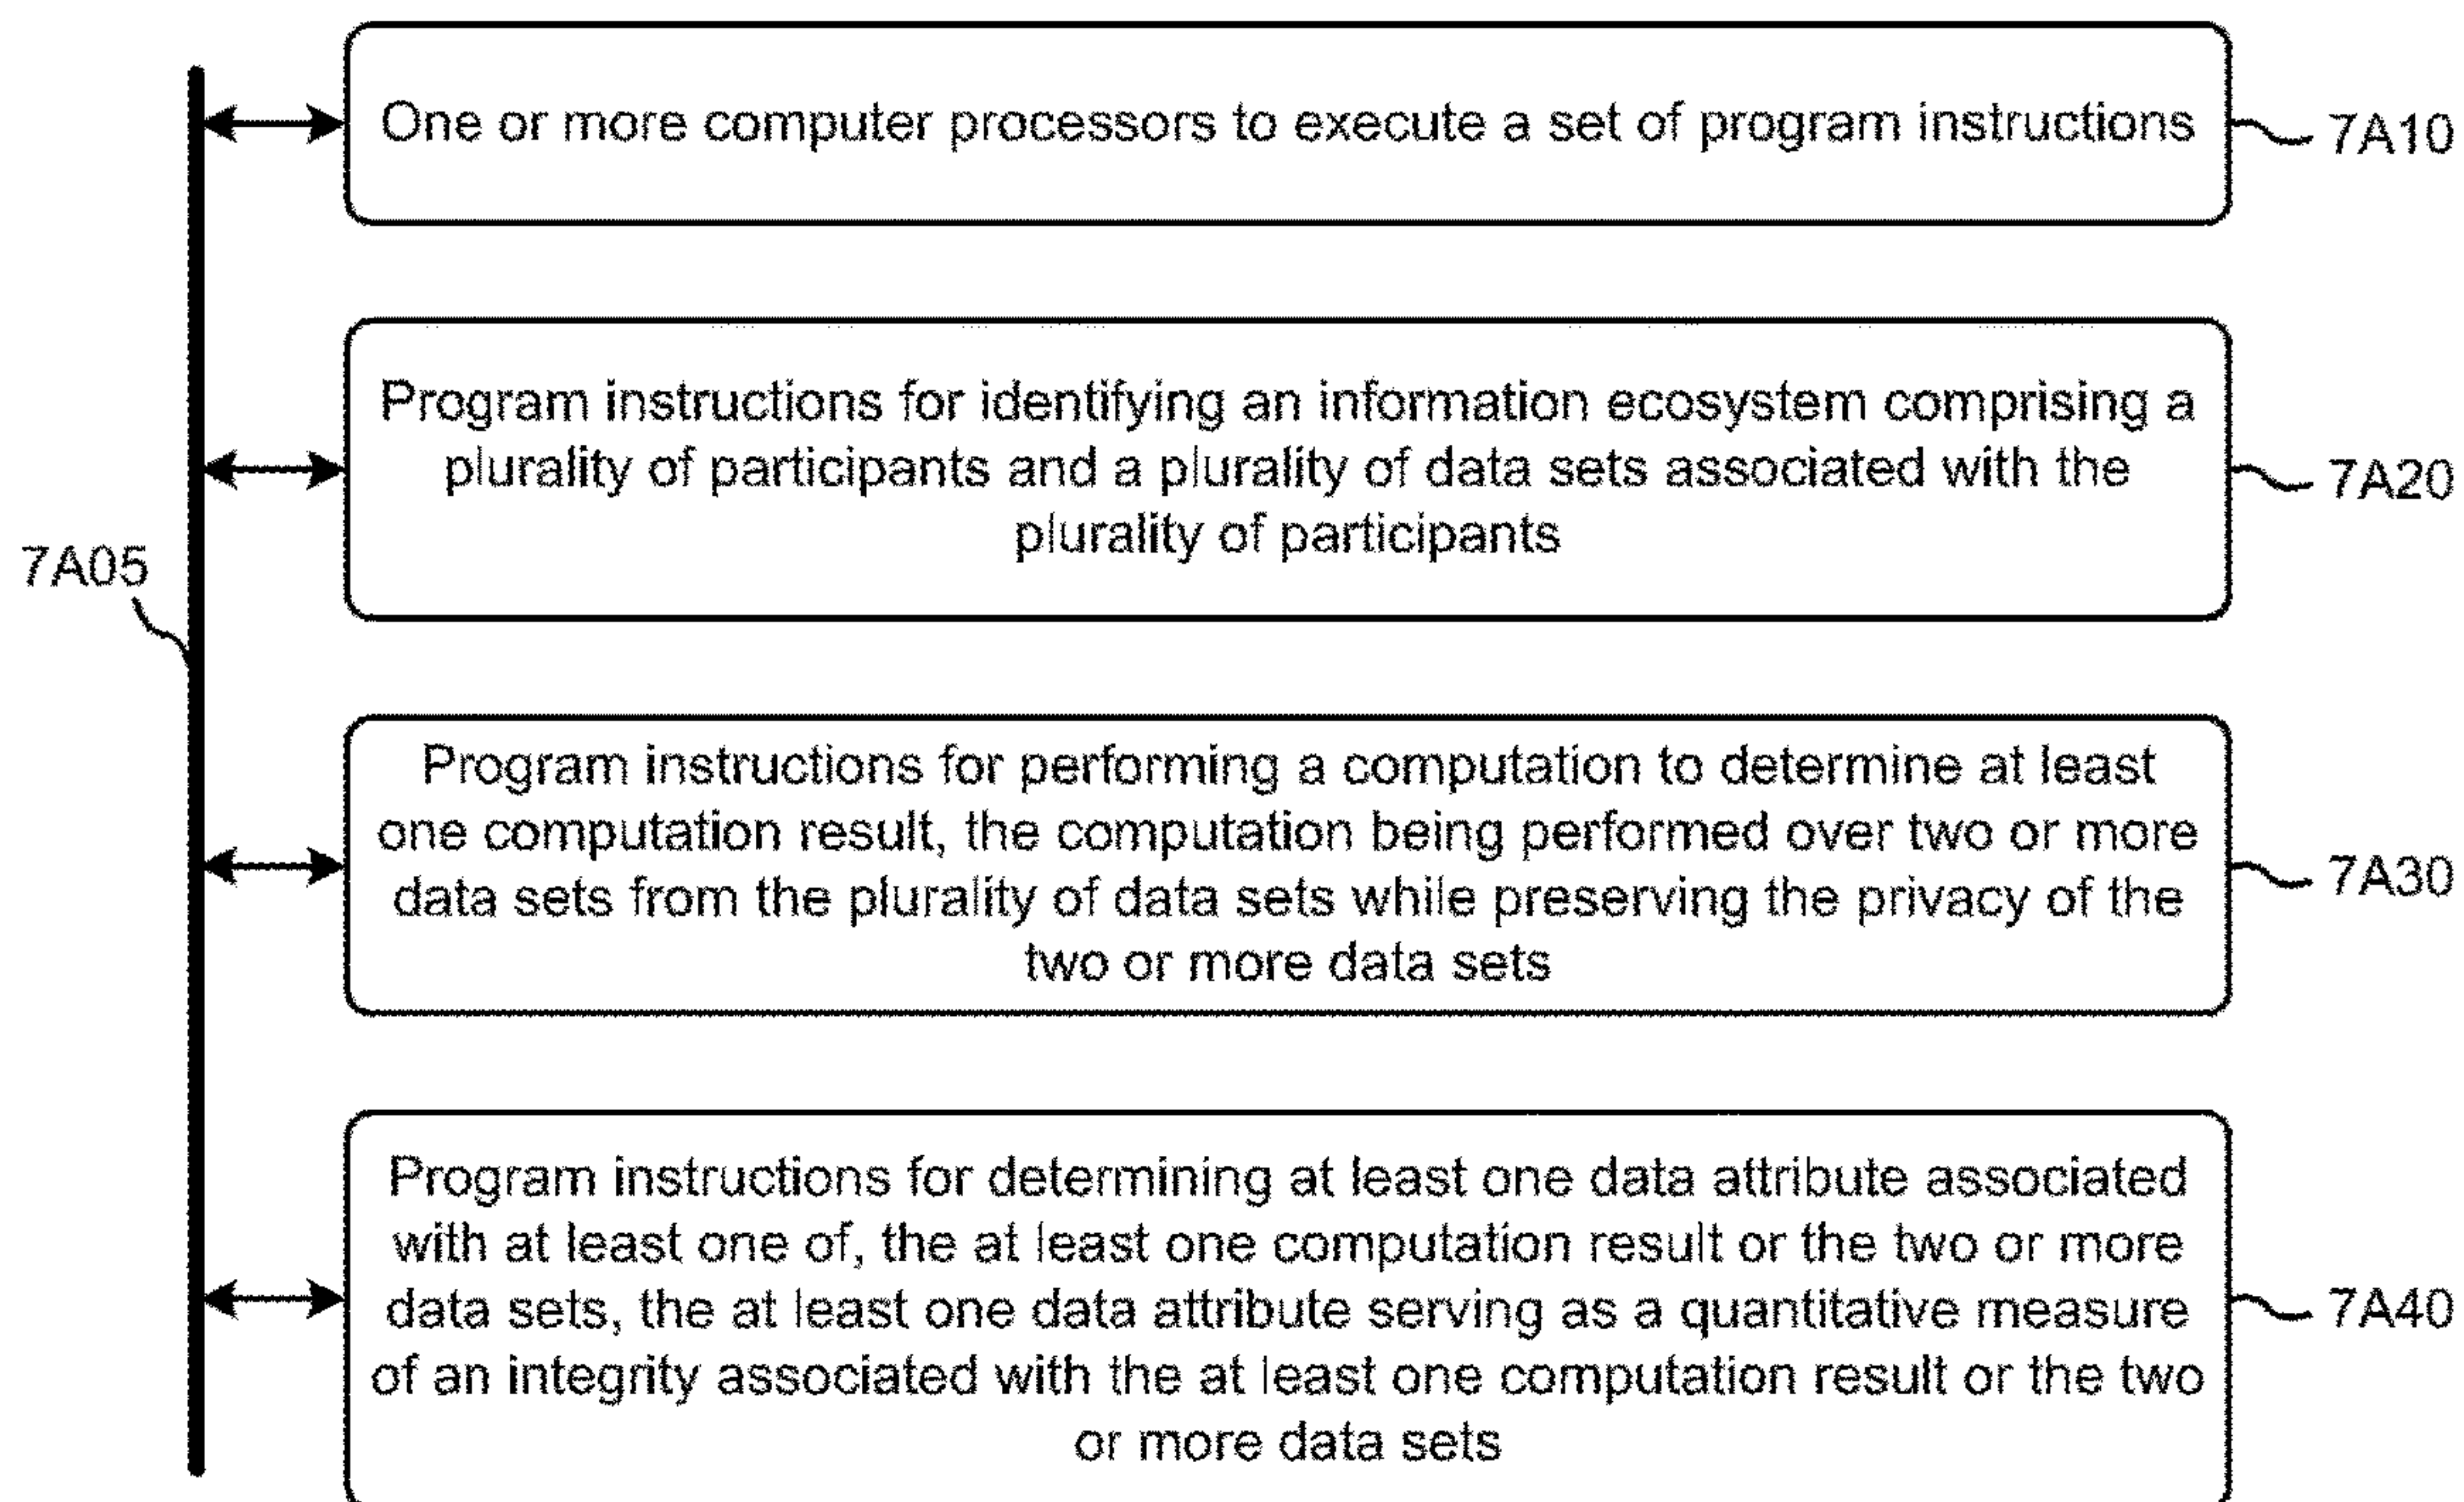 One or more computer processors to execute a set of program instructions
7A10
Program instructions for identifying an information ecosystem comprising a
plurality of participants and a plurality of data sets associated with the
plurality of participants
7A20
7A05
Program instructions for performing a computation to determine at least
one computation result, the computation being performed over two or more
data sets from the plurality of data sets while preserving the privacy of the
two or more data sets
7A30
Program instructions for determining at least one data attribute associated
with at least one of, the at least one computation result or the two or more
data sets, the at least one data attribute serving as a quantitative measure
of an integrity associated with the at least one computation result or the two
or more data sets
7A40